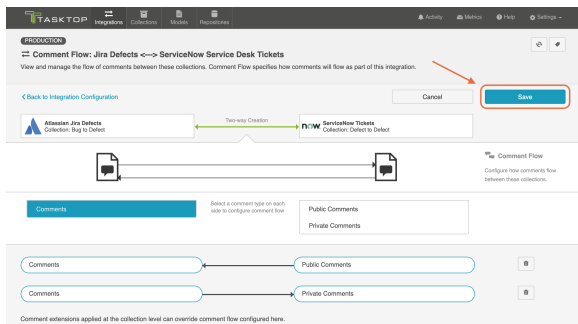 TASKTOP
Integrations
Collections
Models
Repositories
Activity
Metrics
Help
Settings
PRODUCTION
Comment Flow: Jira Defects <—> ServiceNow Service Desk Tickets
View and manage the flow of comments between these collections. Comment Flow specifies how comments will flow as part of this integration.
Back to Integration Configuration
Cancel
Save
Atlassian Jira Defects
Collection: Bug to Defect
Two-way Creation
now
ServiceNow Tickets
Collection: Defect to Defect
Comment Flow
Configure how comments flow
between these collections.
Comments
Select a comment type on each
side to configure comment flow
Public Comments
Private Comments
Comments
Public Comments
Comments
Private Comments
Comment extensions applied at the collection level can override comment flow configured here.